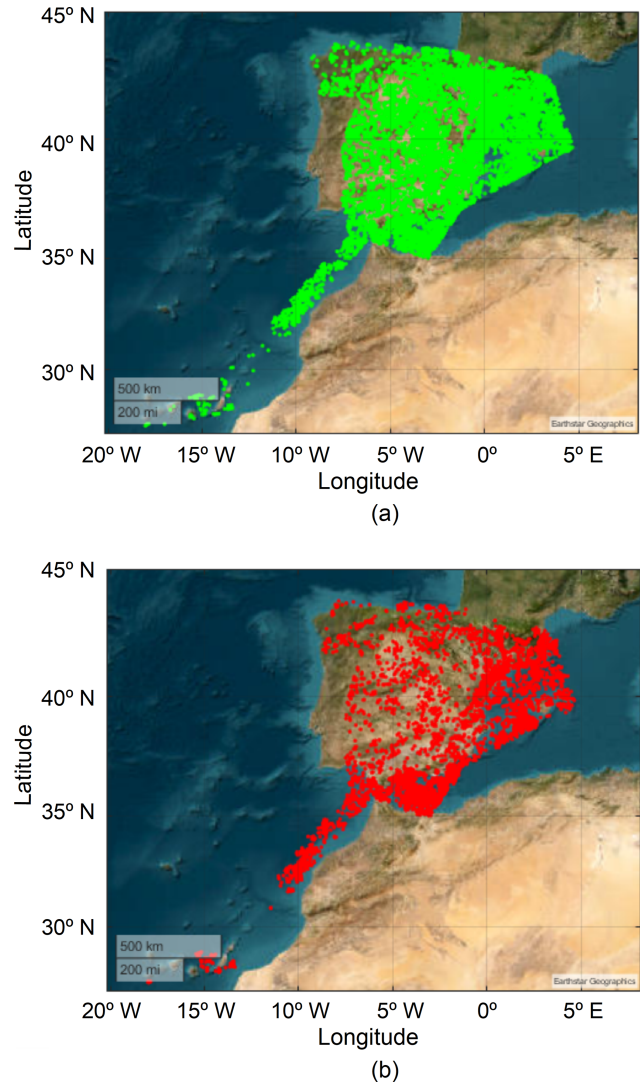 45º N
40º N
35º N
30º N
Latitude
500 km
200 mi
Earthstar Geographics
20º W 15º W 10º W 5º W 0º 5º E
Longitude
(a)
45º N
40º N
35º N
30º N
Latitude
500 km
200 mi
Earthstar Geographics
20º W 15º W 10º W 5º W 0º 5º E
Longitude
(b)